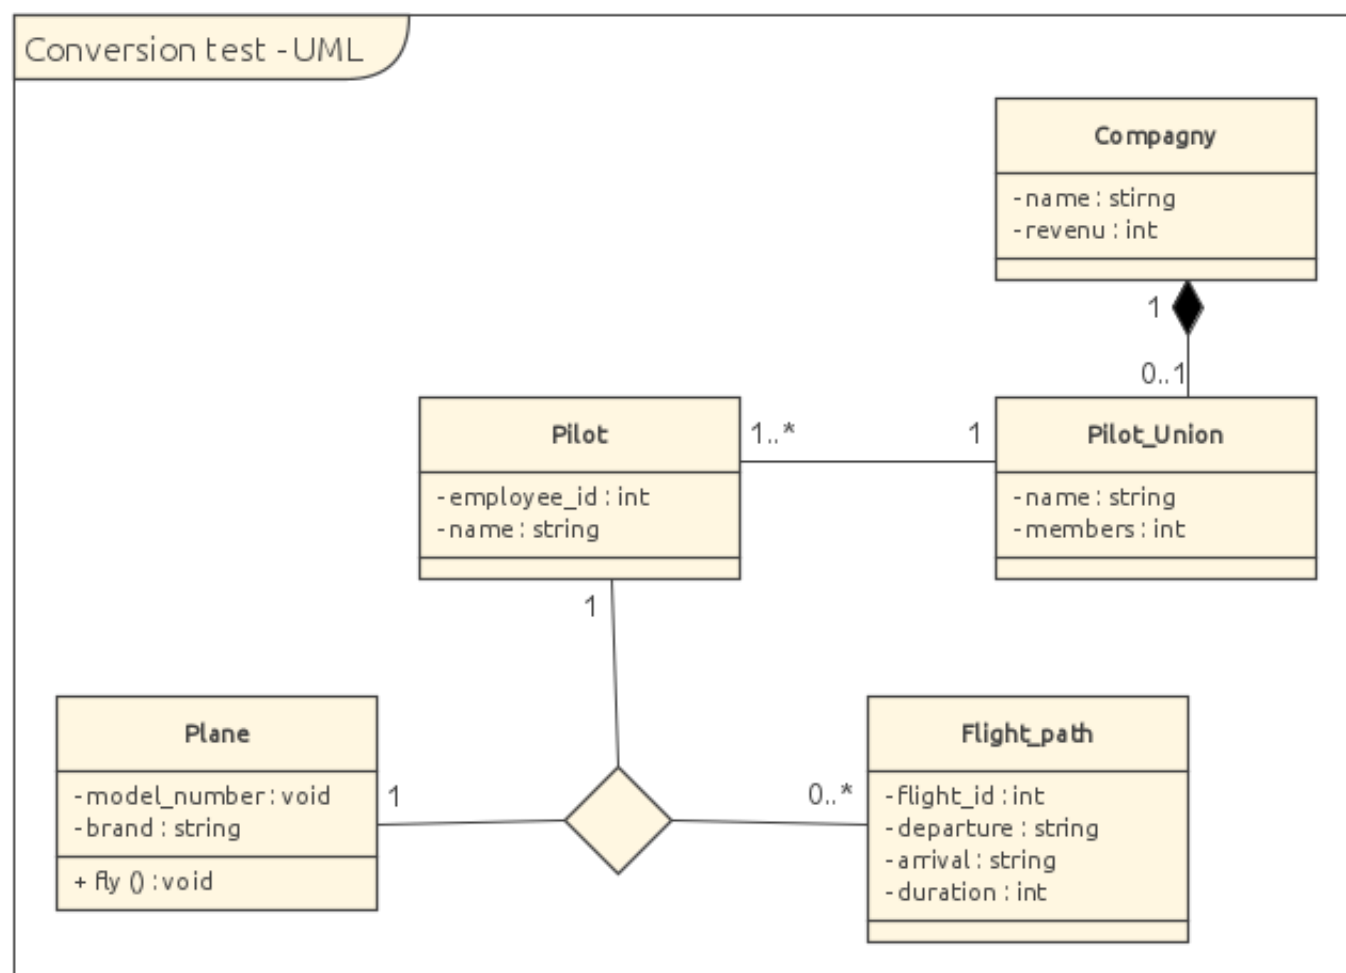 Conversion test - UML
Compagny
- name : stirng
- revenu : int
1
0..1
Pilot
- employee_id : int
- name : string
1..*
1
Pilot_Union
- name : string
- members : int
1
Plane
- model_number : void
- brand : string
+ fly () : void
1
0..*
Flight_path
- flight_id : int
- departure : string
- arrival : string
- duration : int